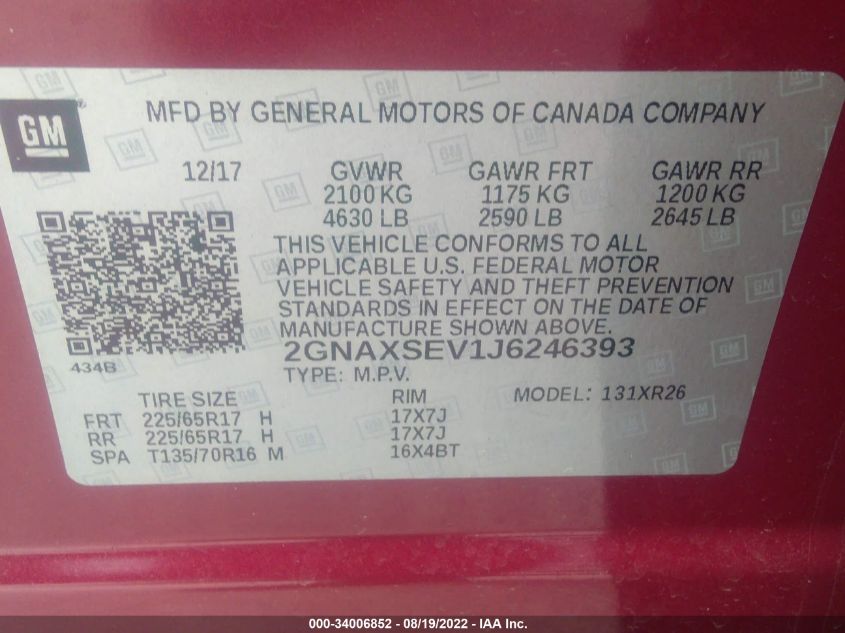 GM
MFD BY GENERAL MOTORS OF CANADA COMPANY
12/17 GVWR GAWR FRT GAWR RR
2100 KG 1175 KG 1200 KG
4630 LB 2590 LB 2645 LB
THIS VEHICLE CONFORMS TO ALL
APPLICABLE U.S. FEDERAL MOTOR
VEHICLE SAFETY AND THEFT PREVENTION
STANDARDS IN EFFECT ON THE DATE OF
MANUFACTURE SHOWN ABOVE.
434B
2GNAXSEV1J6246393
TYPE: M.P.V.
TIRE SIZE RIM MODEL: 131XR26
FRT 225/65R17 H 17X7J
RR 225/65R17 H 17X7J
SPA T135/70R16 M 16X4BT
000-34006852 - 08/19/2022 - IAA Inc.